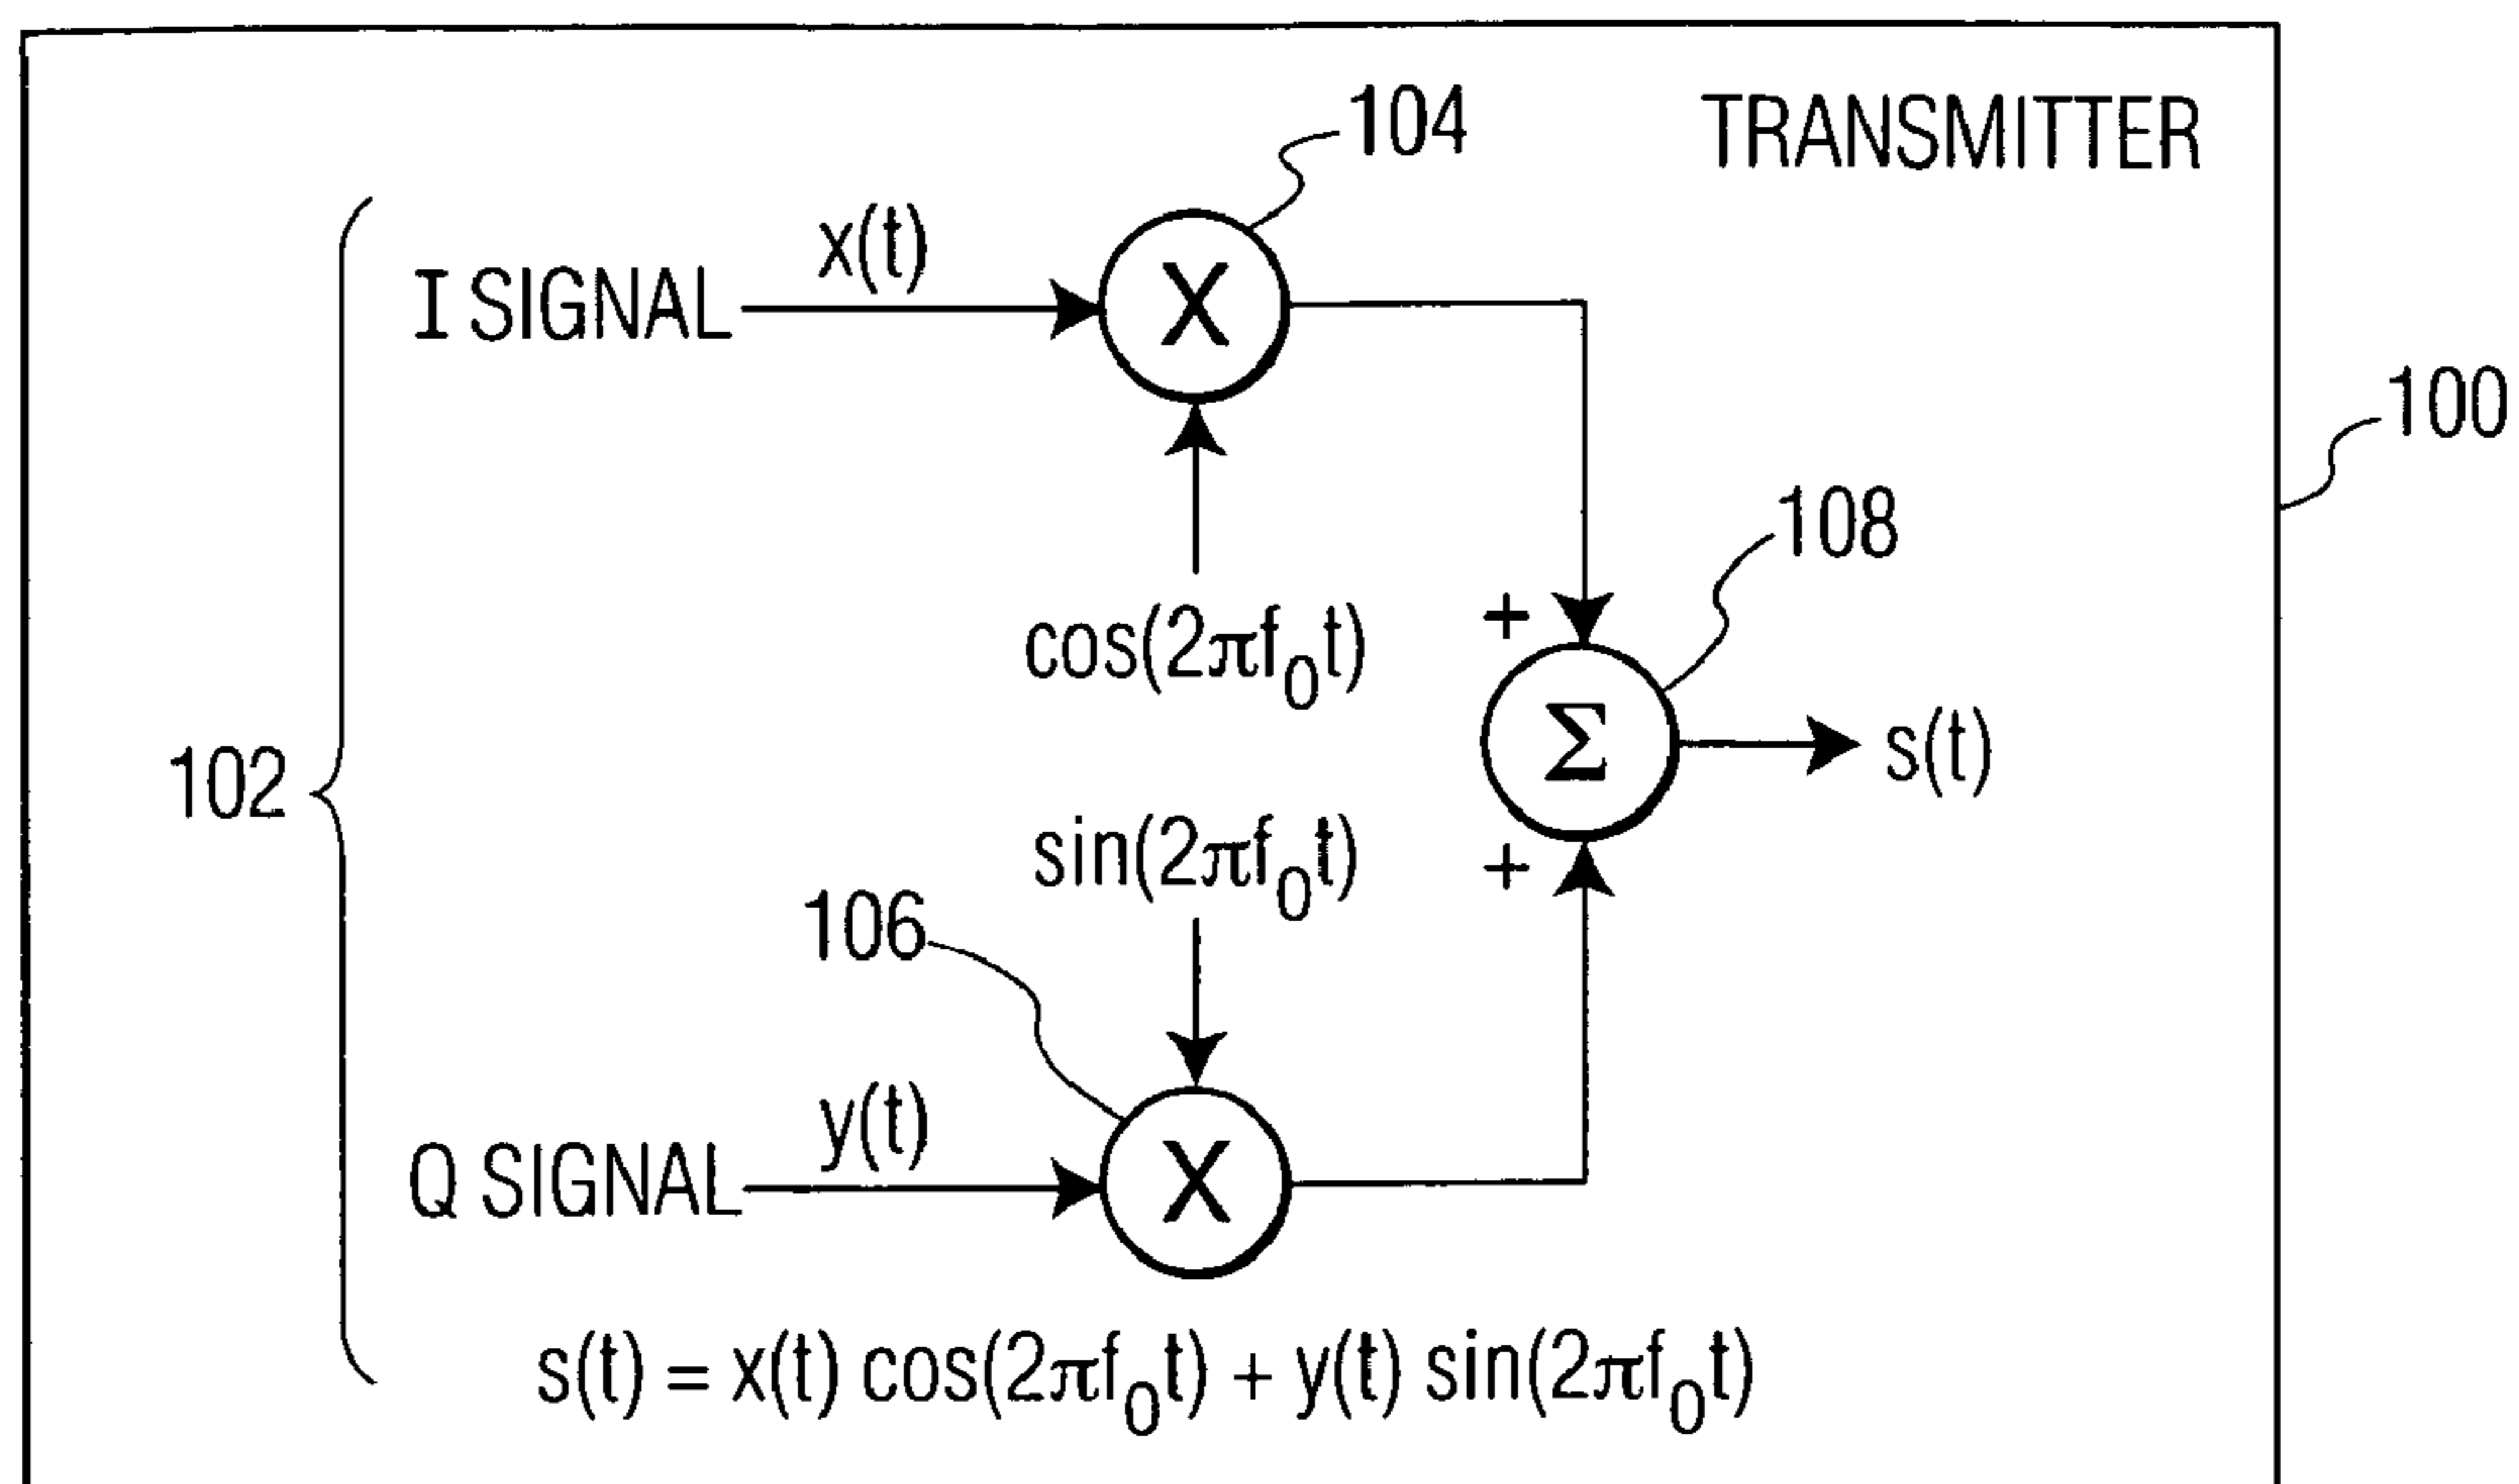 104
TRANSMITTER
x(t)
I SIGNAL
X
100
108
cos(2πf₀t)
+
102
Σ
s(t)
sin(2πf₀t)
+
106
y(t)
Q SIGNAL
X
s(t) = x(t) cos(2πf₀t) + y(t) sin(2πf₀t)